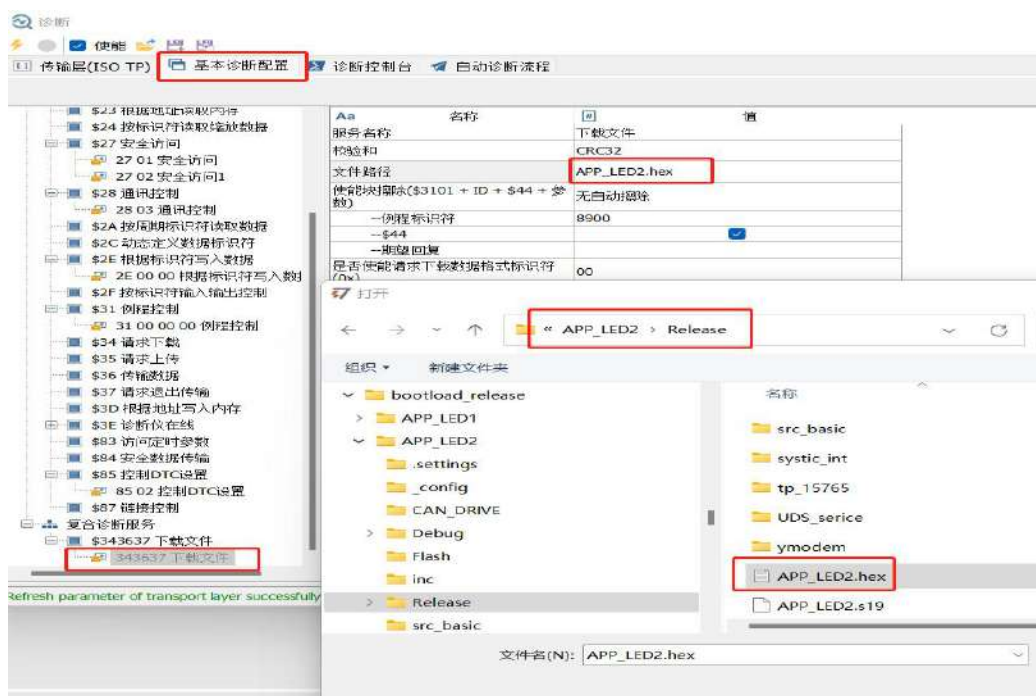 诊断
使能
传输层(ISO TP)
基本诊断配置
诊断控制台
自动诊断流程
$23 根据地址读取内存
$24 按标识符读取缩放数据
$27 安全访问
27 01 安全访问
27 02 安全访问1
$28 通讯控制
28 03 通讯控制
$2A 按周期标识符读取数据
$2C 动态定义数据标识符
$2E 根据标识符写入数据
2E 00 00 根据标识符写入数
$2F 按标识符输入输出控制
$31 例程控制
31 00 00 00 例程控制
$34 请求下载
$35 请求上传
$36 传输数据
$37 请求退出传输
$3D 根据地址写入内存
$3E 诊断仪在线
$83 访问定时参数
$84 安全数据传输
$85 控制DTC设置
85 02 控制DTC设置
$87 链接控制
复合诊断服务
$343637 下载文件
343637 下载文件
Refresh parameter of transport layer successfully
Aa 名称 值
服务名称 下载文件
校验和 CRC32
文件路径 APP_LED2.hex
使能块擦除($3101 + ID + $44 + 参数) 无自动擦除
--例程标识符 8900
--$44
--期望回复
是否使能请求下载数据格式标识符(0x) 00
打开
« APP_LED2 › Release
组织
新建文件夹
bootload_release
APP_LED1
APP_LED2
.settings
_config
CAN_DRIVE
Debug
Flash
inc
Release
src_basic
名称
src_basic
systic_int
tp_15765
UDS_serice
ymodem
APP_LED2.hex
APP_LED2.s19
文件名(N): APP_LED2.hex